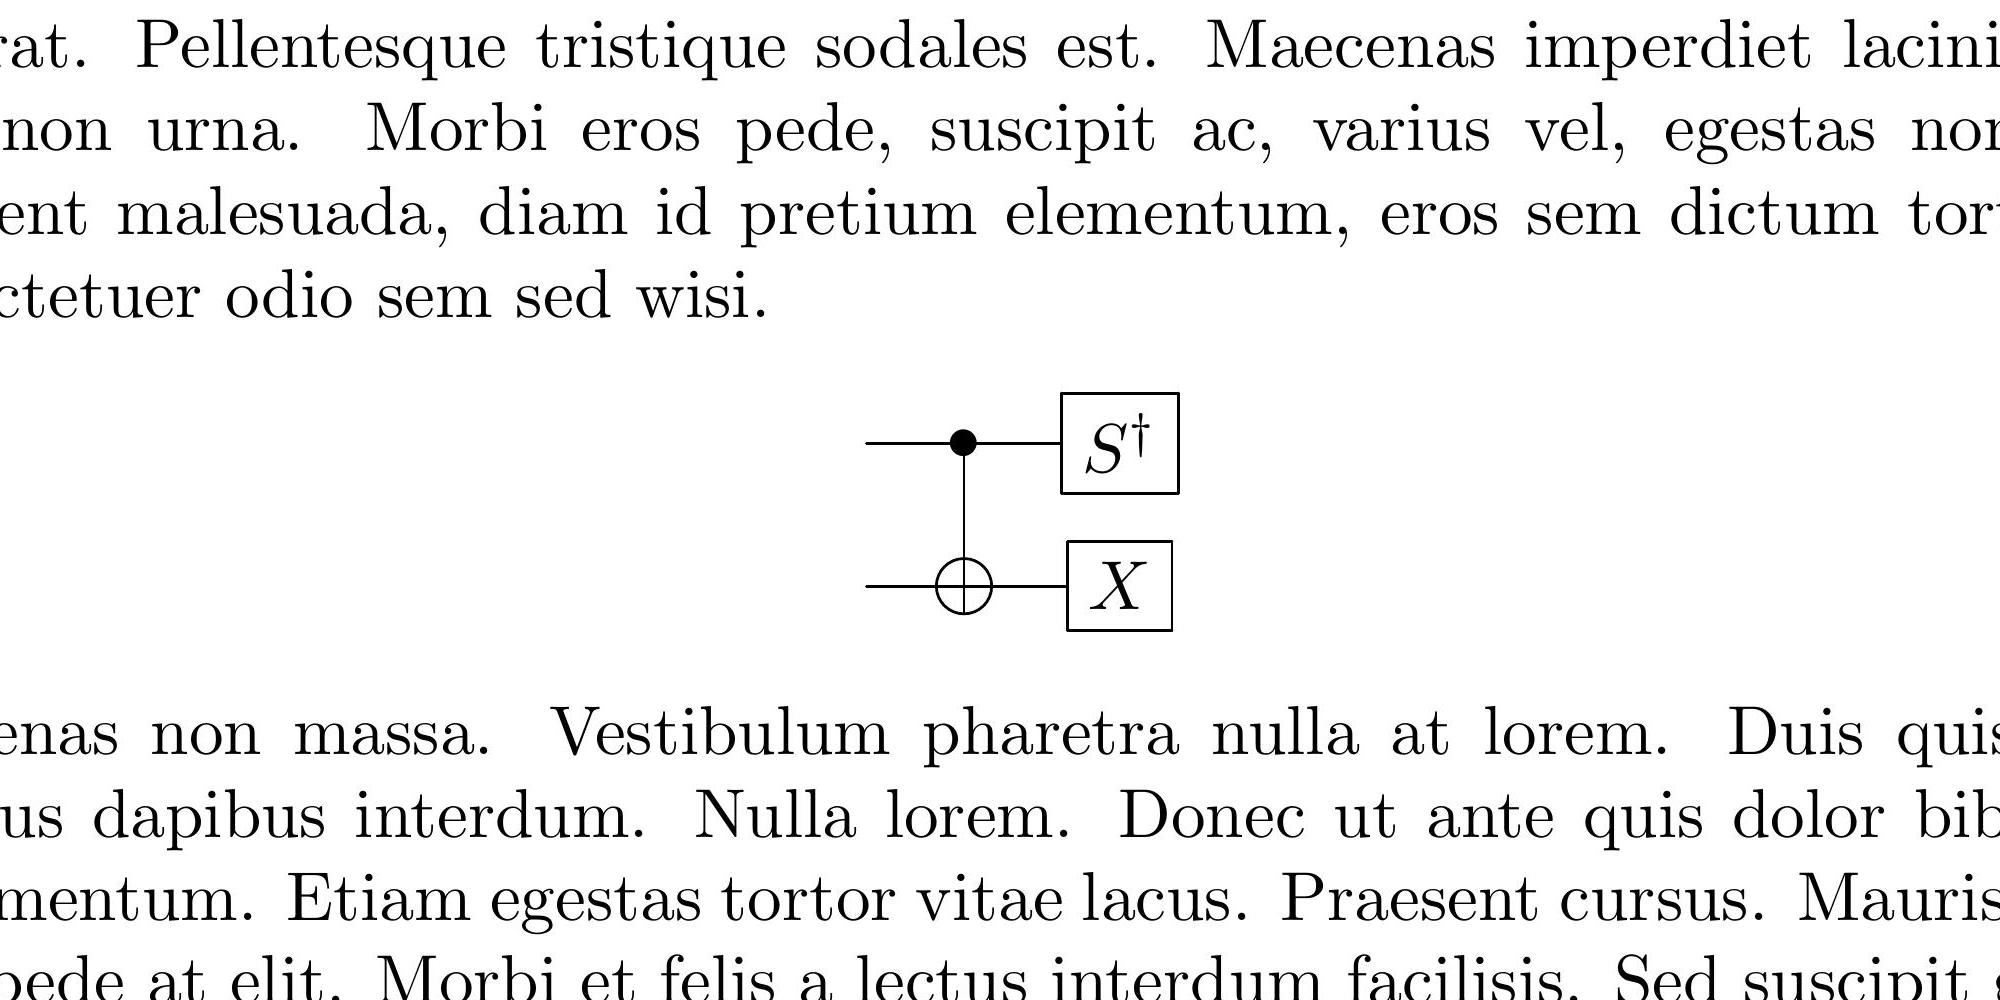 rat. Pellentesque tristique sodales est. Maecenas imperdiet lacini
non urna. Morbi eros pede, suscipit ac, varius vel, egestas non
ent malesuada, diam id pretium elementum, eros sem dictum tort
ctetuer odio sem sed wisi.
S†
X
enas non massa. Vestibulum pharetra nulla at lorem. Duis quis
us dapibus interdum. Nulla lorem. Donec ut ante quis dolor bib
mentum. Etiam egestas tortor vitae lacus. Praesent cursus. Mauris
pede at elit. Morbi et felis a lectus interdum facilisis. Sed suscipit